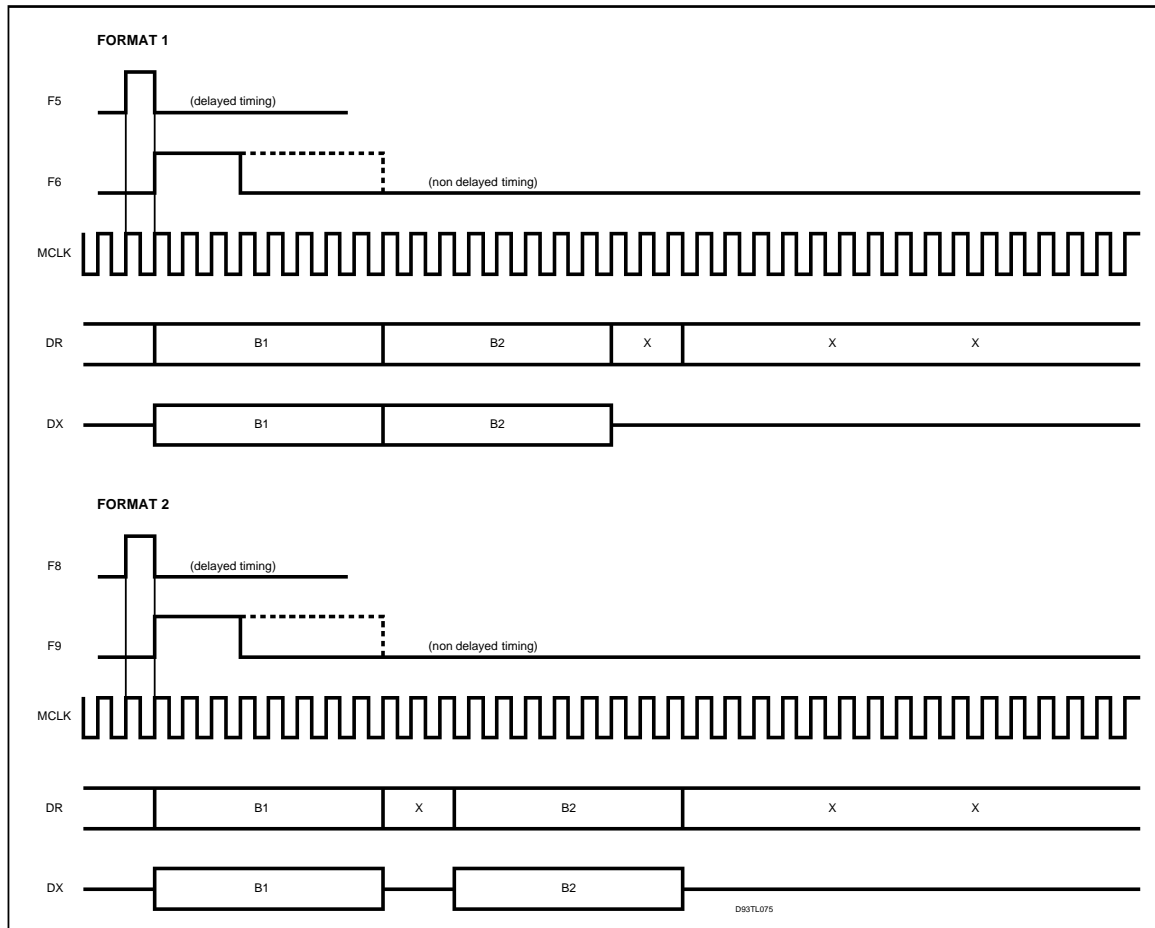 FORMAT 1
F5
(delayed timing)
F6
(non delayed timing)
MCLK
DR
B1
B2
X
X
X
DX
B1
B2
FORMAT 2
F8
(delayed timing)
F9
(non delayed timing)
MCLK
DR
B1
X
B2
X
X
DX
B1
B2
D93TL075